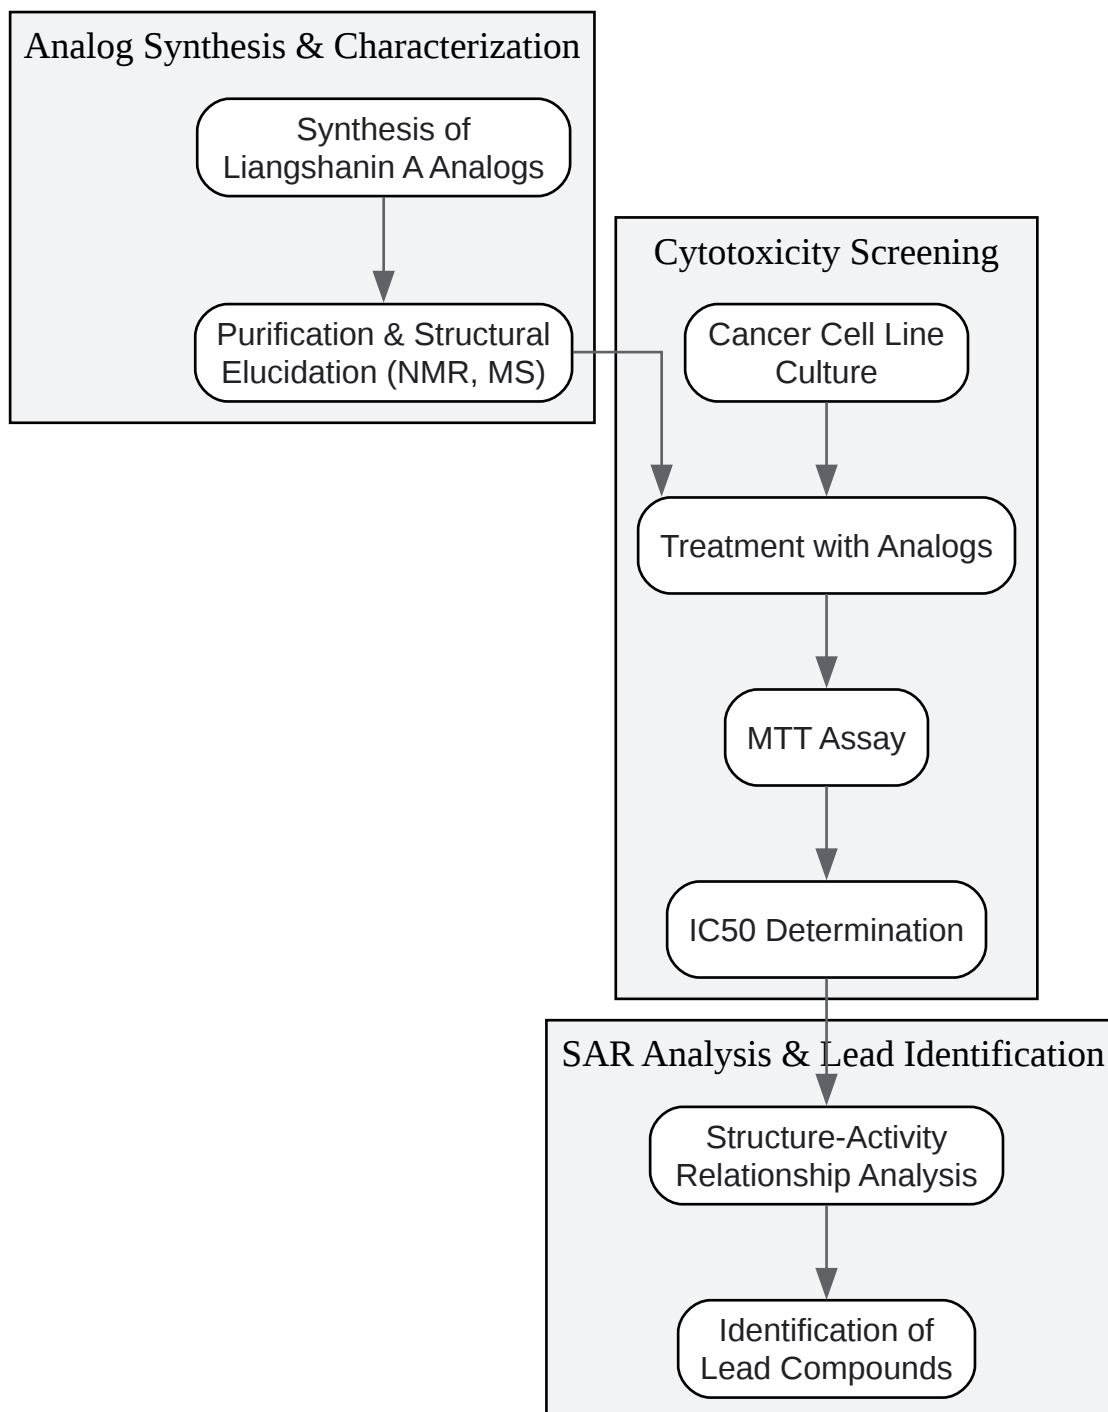 Analog Synthesis & Characterization
Synthesis of
Liangshanin A Analogs
Purification & Structural
Elucidation (NMR, MS)
Cytotoxicity Screening
Cancer Cell Line
Culture
Treatment with Analogs
MTT Assay
IC50 Determination
SAR Analysis & Lead Identification
Structure-Activity
Relationship Analysis
Identification of
Lead Compounds